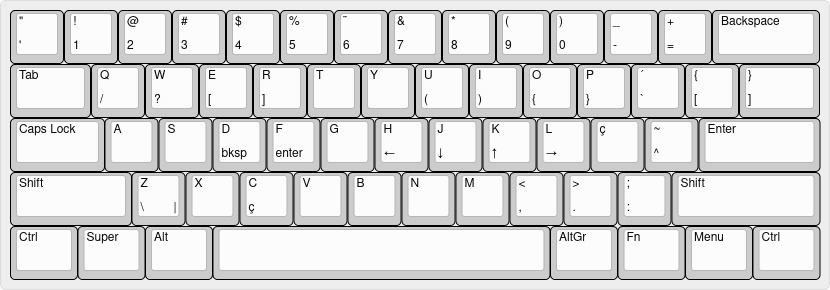 " ! @ # $ % ¨ & * ( ) _ + Backspace
' 1 2 3 4 5 6 7 8 9 0 - =
Tab Q W E R T Y U I O P ´ { }
/ ? [ ] ( ) { } ` [ ]
Caps Lock A S D F G H J K L ç ~ Enter
bksp enter ← ↓ ↑ → ^
Shift Z X C V B N M < > ; Shift
\ | ç , . :
Ctrl Super Alt AltGr Fn Menu Ctrl